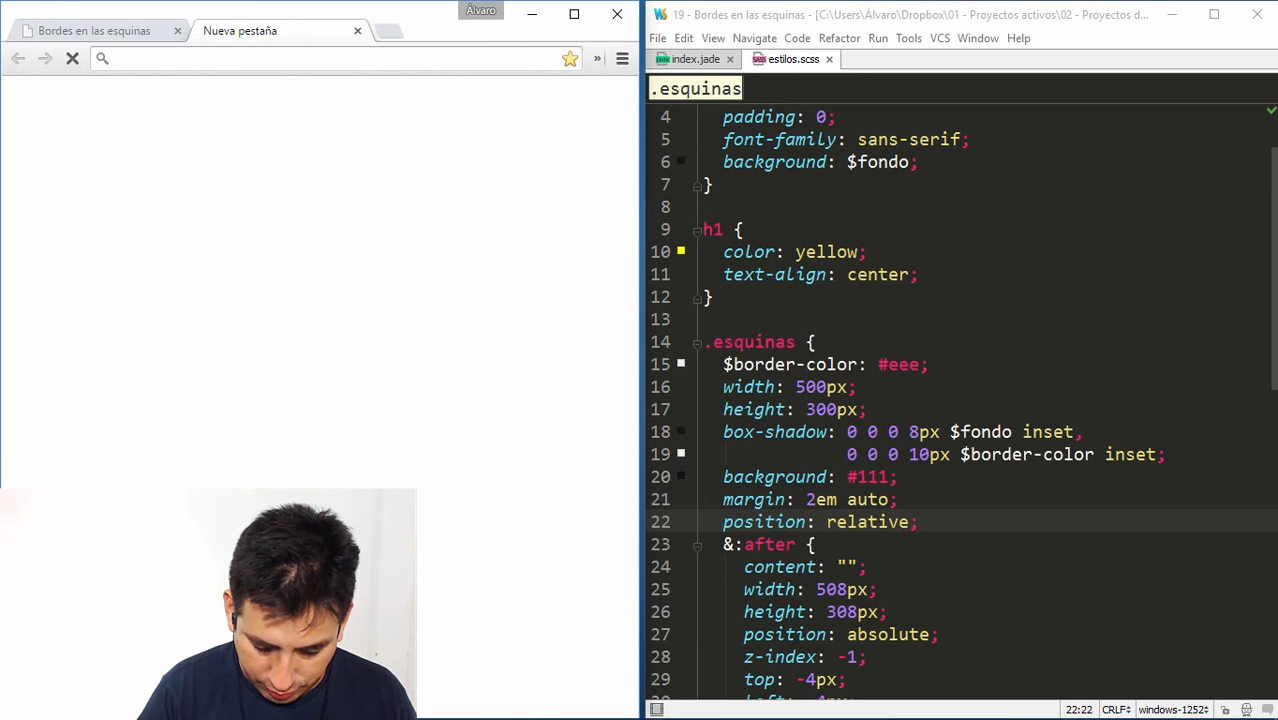 Álvaro
Bordes en las esquinas
Nueva pestaña
»
19 - Bordes en las esquinas - [C:\Users\Álvaro\Dropbox\01 - Proyectos activos\02 - Proyectos d...
File Edit View Navigate Code Refactor Run Tools VCS Window Help
index.jade
estilos.scss
.esquinas
4 padding: 0;
5 font-family: sans-serif;
6 background: $fondo;
7 }
8
9 h1 {
10 color: yellow;
11 text-align: center;
12 }
13
14 .esquinas {
15 $border-color: #eee;
16 width: 500px;
17 height: 300px;
18 box-shadow: 0 0 0 8px $fondo inset,
19 0 0 0 10px $border-color inset;
20 background: #111;
21 margin: 2em auto;
22 position: relative;
23 &:after {
24 content: "";
25 width: 508px;
26 height: 308px;
27 position: absolute;
28 z-index: -1;
29 top: -4px;
22:22 CRLF windows-1252